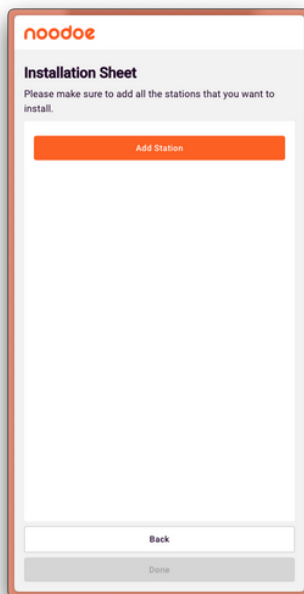 noodoe
Installation Sheet
Please make sure to add all the stations that you want to
install.
Add Station
Back
Done